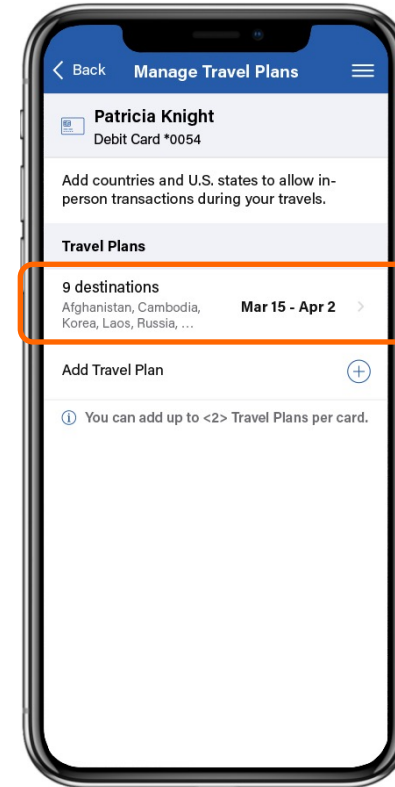 Back Manage Travel Plans
Patricia Knight
Debit Card *0054
Add countries and U.S. states to allow in-
person transactions during your travels.
Travel Plans
9 destinations
Afghanistan, Cambodia,
Korea, Laos, Russia, ...
Mar 15 - Apr 2
Add Travel Plan
You can add up to <2> Travel Plans per card.